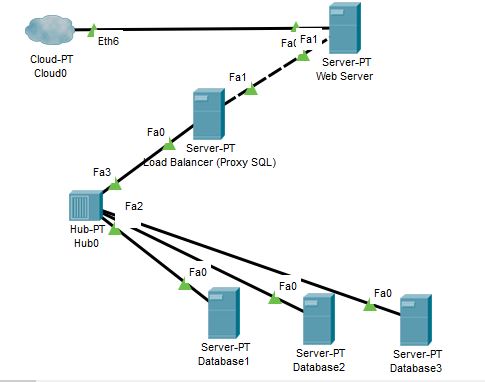 Eth6
Cloud-PT
Cloud0
Fa1
Server-PT
Web Server
Fa1
Server-PT
Load Balancer (Proxy SQL)
Fa0
Fa3
Hub-PT
Hub0
Fa2
Fa0
Server-PT
Database1
Fa0
Server-PT
Database2
Fa0
Server-PT
Database3